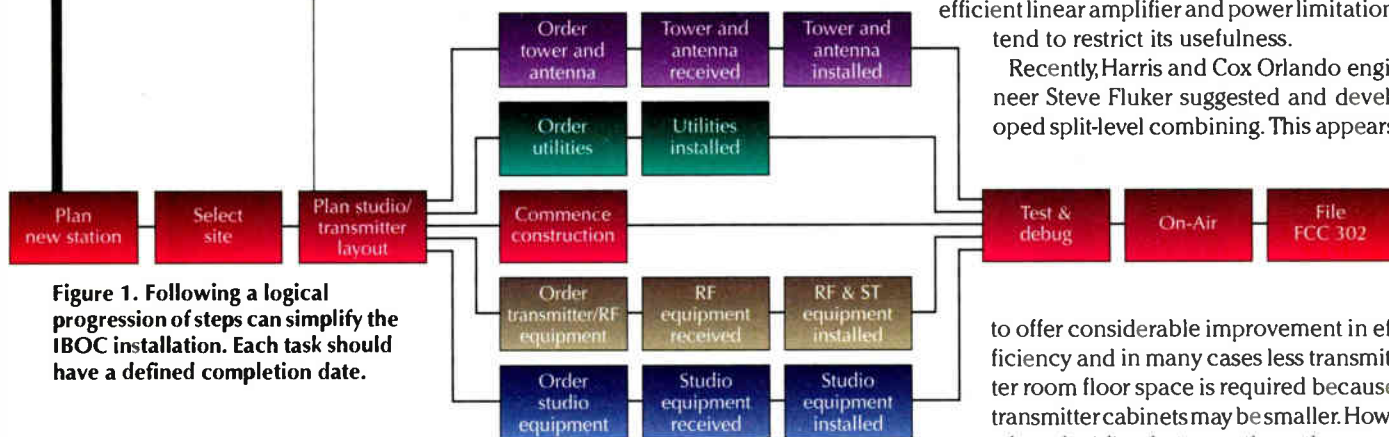 efficient linear amplifier and power limitation
tend to restrict its usefulness.
Recently, Harris and Cox Orlando engi-
neer Steve Fluker suggested and devel-
oped split-level combining. This appears
Order
tower and
antenna
Tower and
antenna
received
Tower and
antenna
installed
Order
utilities
Utilities
installed
Plan
new station
Select
site
Plan studio/
transmitter
layout
Commence
construction
Test &
debug
On-Air
File
FCC 302
Order
transmitter/RF
equipment
RF
equipment
received
RF & ST
equipment
installed
Order
studio
equipment
Studio
equipment
received
Studio
equipment
installed
Figure 1. Following a logical
progression of steps can simplify the
IBOC installation. Each task should
have a defined completion date.
to offer considerable improvement in ef-
ficiency and in many cases less transmit-
ter room floor space is required because
transmitter cabinets may be smaller. How-